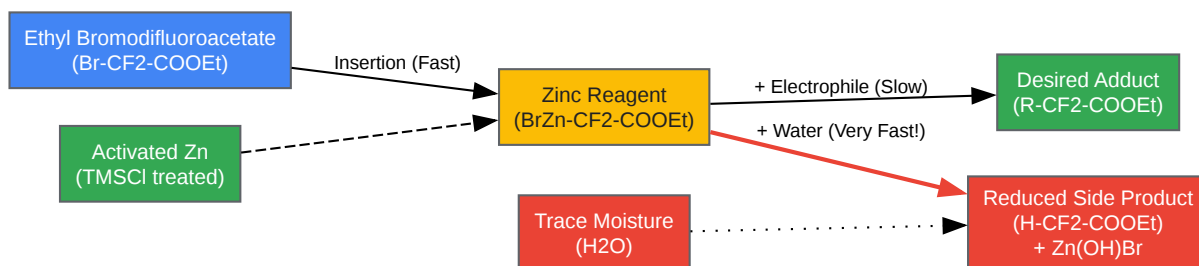 Ethyl Bromodifluoroacetate
(Br-CF2-COOEt)
Insertion (Fast)
Activated Zn
(TMSCl treated)
Zinc Reagent
(BrZn-CF2-COOEt)
+ Electrophile (Slow)
+ Water (Very Fast!)
Desired Adduct
(R-CF2-COOEt)
Trace Moisture
(H2O)
Reduced Side Product
(H-CF2-COOEt)
+ Zn(OH)Br